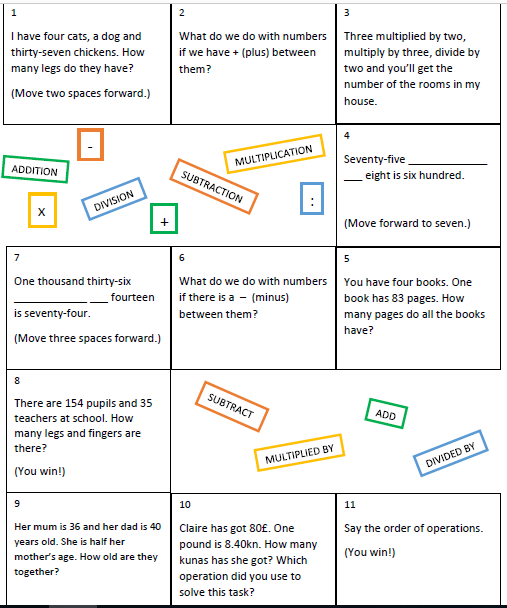 1
I have four cats, a dog and
thirty-seven chickens. How
many legs do they have?
(Move two spaces forward.)
2
What do we do with numbers
if we have + (plus) between
them?
3
Three multiplied by two,
multiply by three, divide by
two and you'll get the
number of the rooms in my
house.
-
ADDITION
MULTIPLICATION
SUBTRACTION
DIVISION
x
+
:
4
Seventy-five _____________
___ eight is six hundred.
(Move forward to seven.)
7
One thousand thirty-six
____________ ___ fourteen
is seventy-four.
(Move three spaces forward.)
6
What do we do with numbers
if there is a – (minus)
between them?
5
You have four books. One
book has 83 pages. How
many pages do all the books
have?
8
There are 154 pupils and 35
teachers at school. How
many legs and fingers are
there?
(You win!)
SUBTRACT
ADD
MULTIPLIED BY
DIVIDED BY
9
Her mum is 36 and her dad is 40
years old. She is half her
mother's age. How old are they
together?
10
Claire has got 80£. One
pound is 8.40kn. How many
kunas has she got? Which
operation did you use to
solve this task?
11
Say the order of operations.
(You win!)